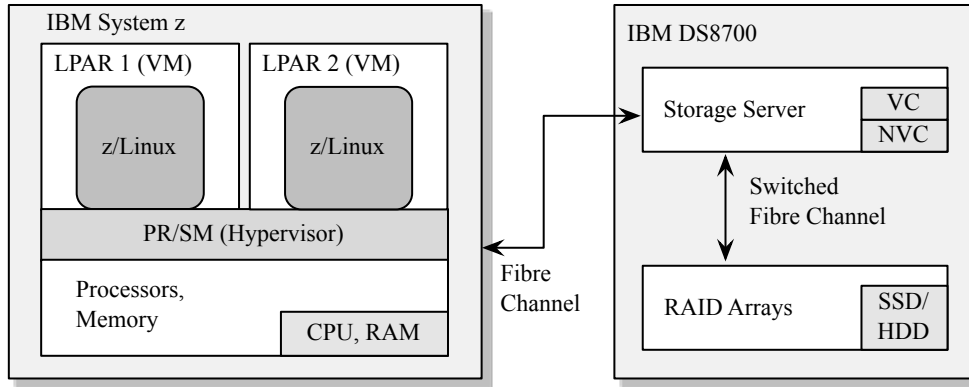 IBM System z
LPAR 1 (VM)
LPAR 2 (VM)
z/Linux
z/Linux
PR/SM (Hypervisor)
Processors,
Memory
CPU, RAM
Fibre
Channel
IBM DS8700
Storage Server
VC
NVC
Switched
Fibre Channel
RAID Arrays
SSD/
HDD